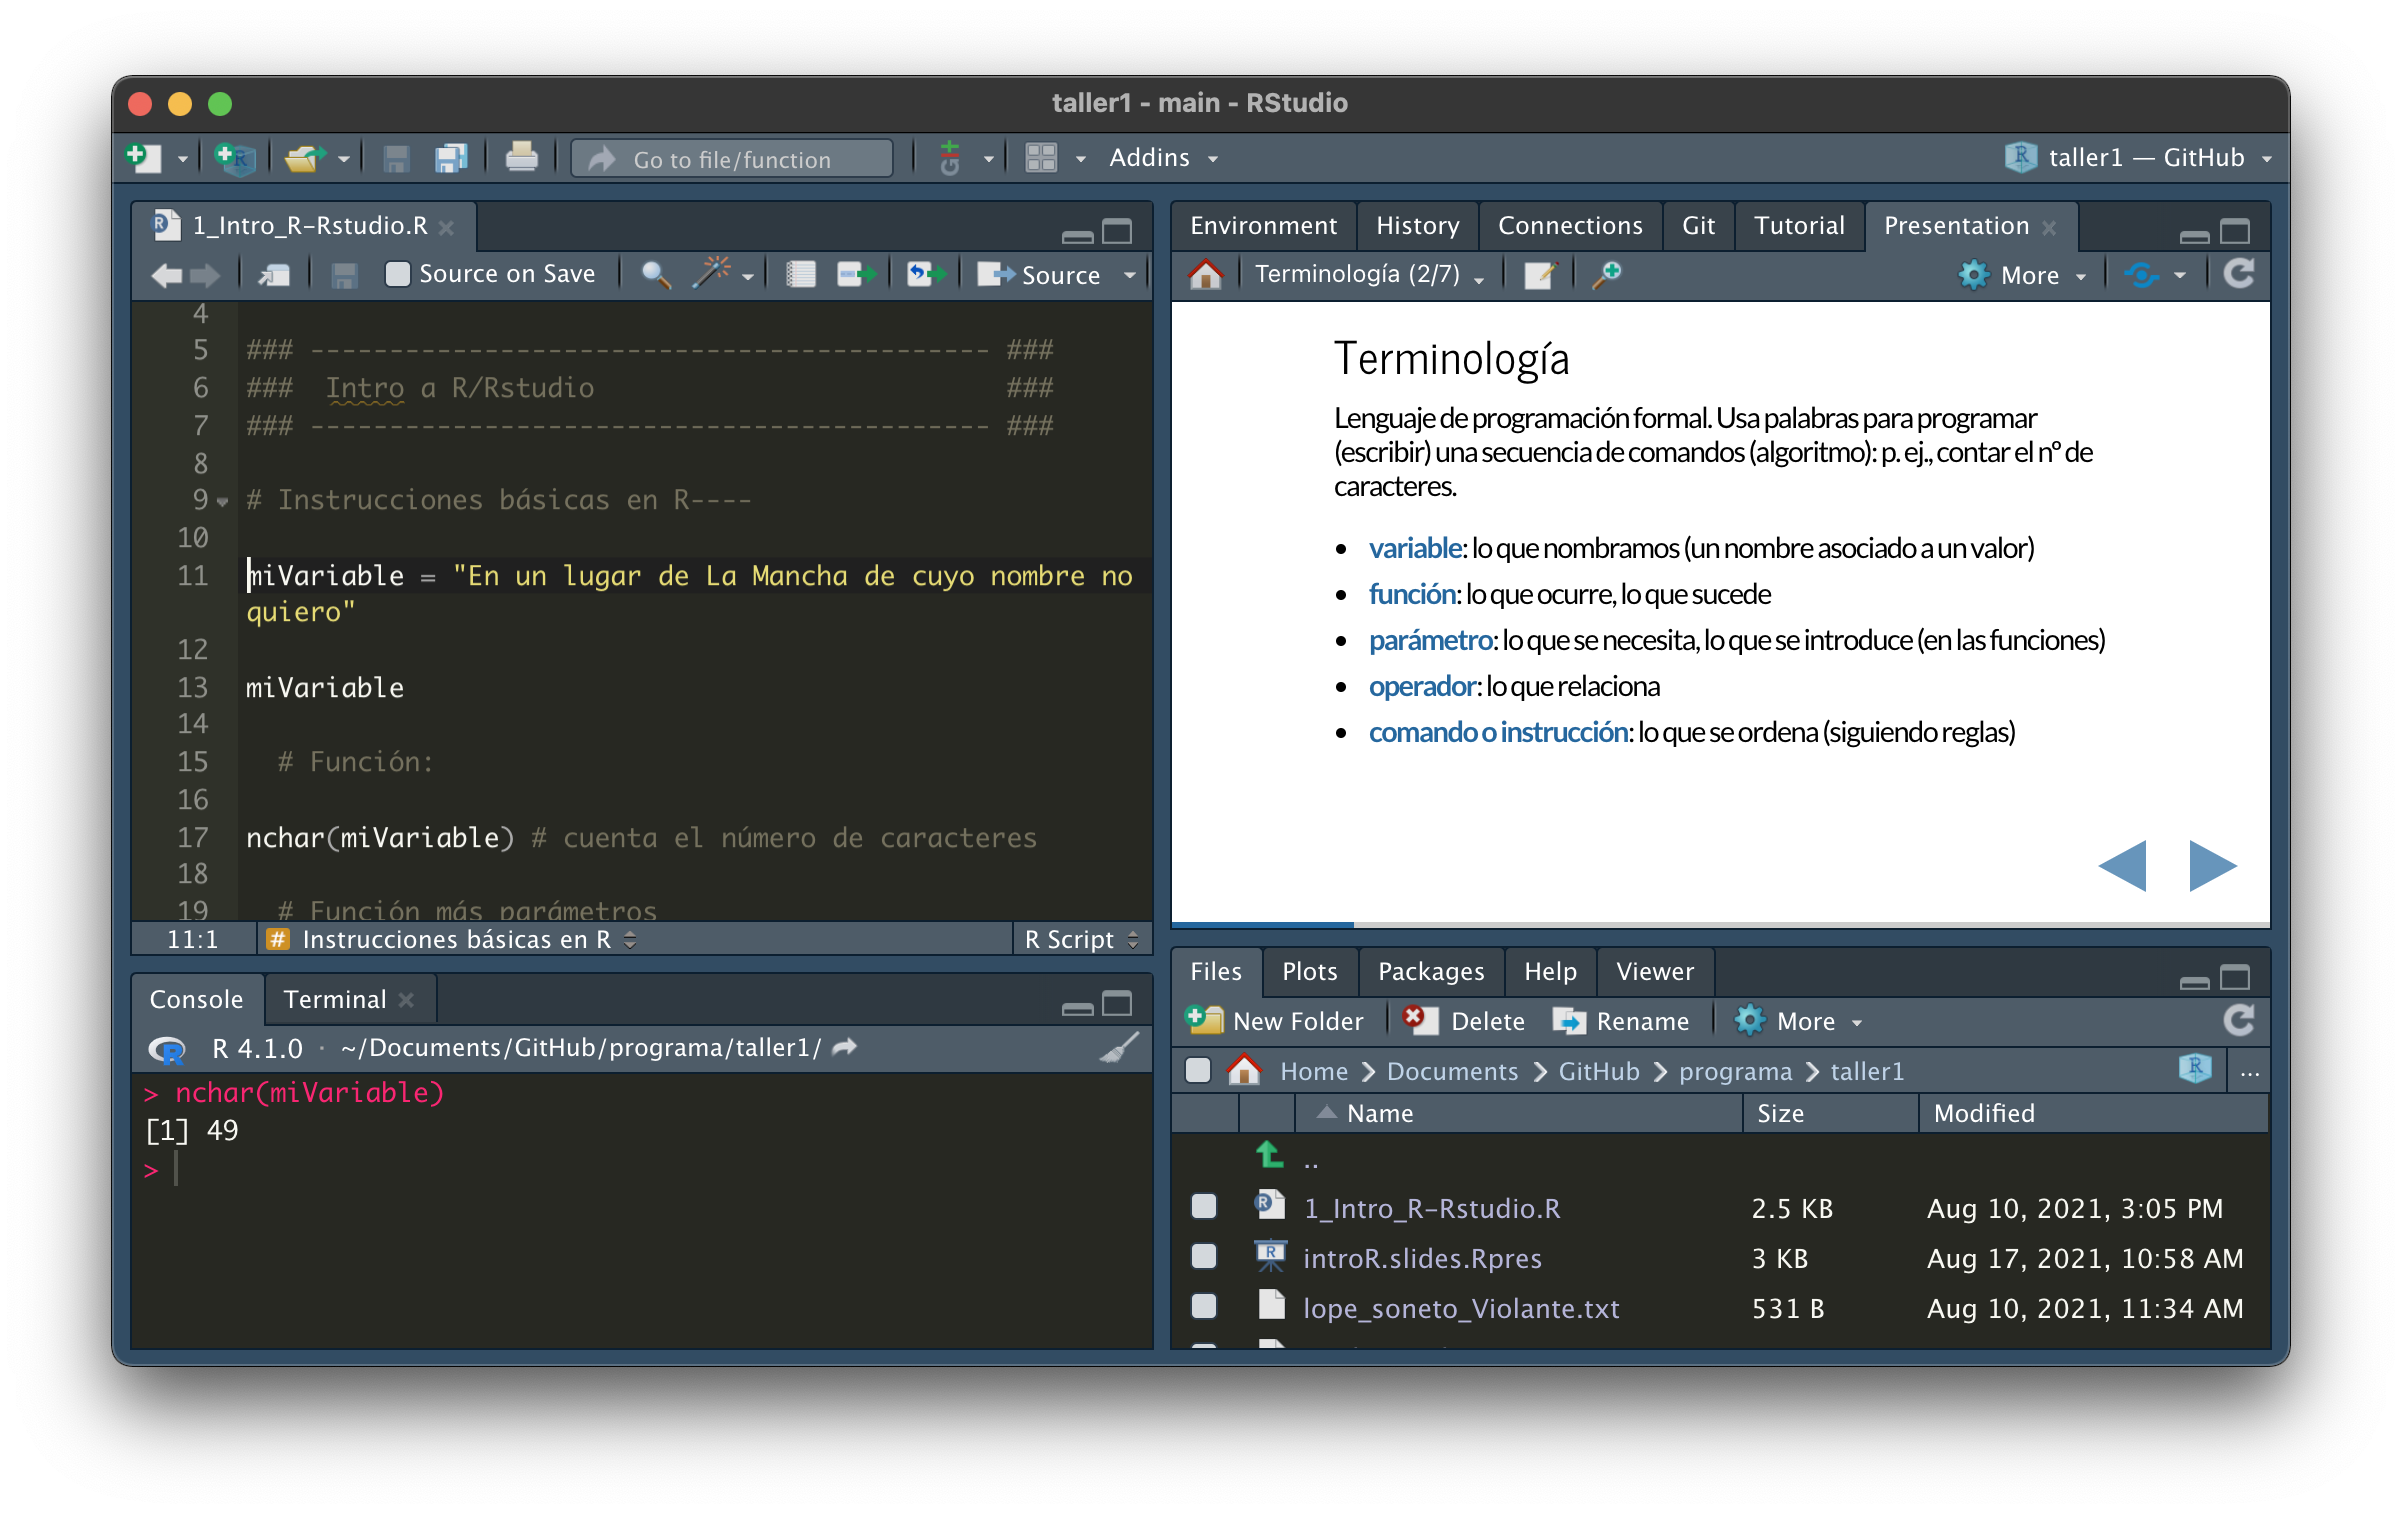 taller1 - main - RStudio
Go to file/function
Git
Addins
taller1 — GitHub
1_Intro_R-Rstudio.R
Source on Save
Source
4
5 ### ------------------------------------------- ###
6 ### Intro a R/Rstudio ###
7 ### ------------------------------------------- ###
8
9 # Instrucciones básicas en R----
10
11 miVariable = "En un lugar de La Mancha de cuyo nombre no
quiero"
12
13 miVariable
14
15 # Función:
16
17 nchar(miVariable) # cuenta el número de caracteres
18
19 # Función más parámetros
11:1
# Instrucciones básicas en R
R Script
Console
Terminal
R 4.1.0 · ~/Documents/GitHub/programa/taller1/
> nchar(miVariable)
[1] 49
>
Environment
History
Connections
Git
Tutorial
Presentation
Terminología (2/7)
More
Terminología
Lenguaje de programación formal. Usa palabras para programar
(escribir) una secuencia de comandos (algoritmo): p. ej., contar el nº de
caracteres.
• variable: lo que nombramos (un nombre asociado a un valor)
• función: lo que ocurre, lo que sucede
• parámetro: lo que se necesita, lo que se introduce (en las funciones)
• operador: lo que relaciona
• comando o instrucción: lo que se ordena (siguiendo reglas)
Files
Plots
Packages
Help
Viewer
New Folder
Delete
Rename
More
Home > Documents > GitHub > programa > taller1
...
Name Size Modified
..
1_Intro_R-Rstudio.R 2.5 KB Aug 10, 2021, 3:05 PM
introR.slides.Rpres 3 KB Aug 17, 2021, 10:58 AM
lope_soneto_Violante.txt 531 B Aug 10, 2021, 11:34 AM